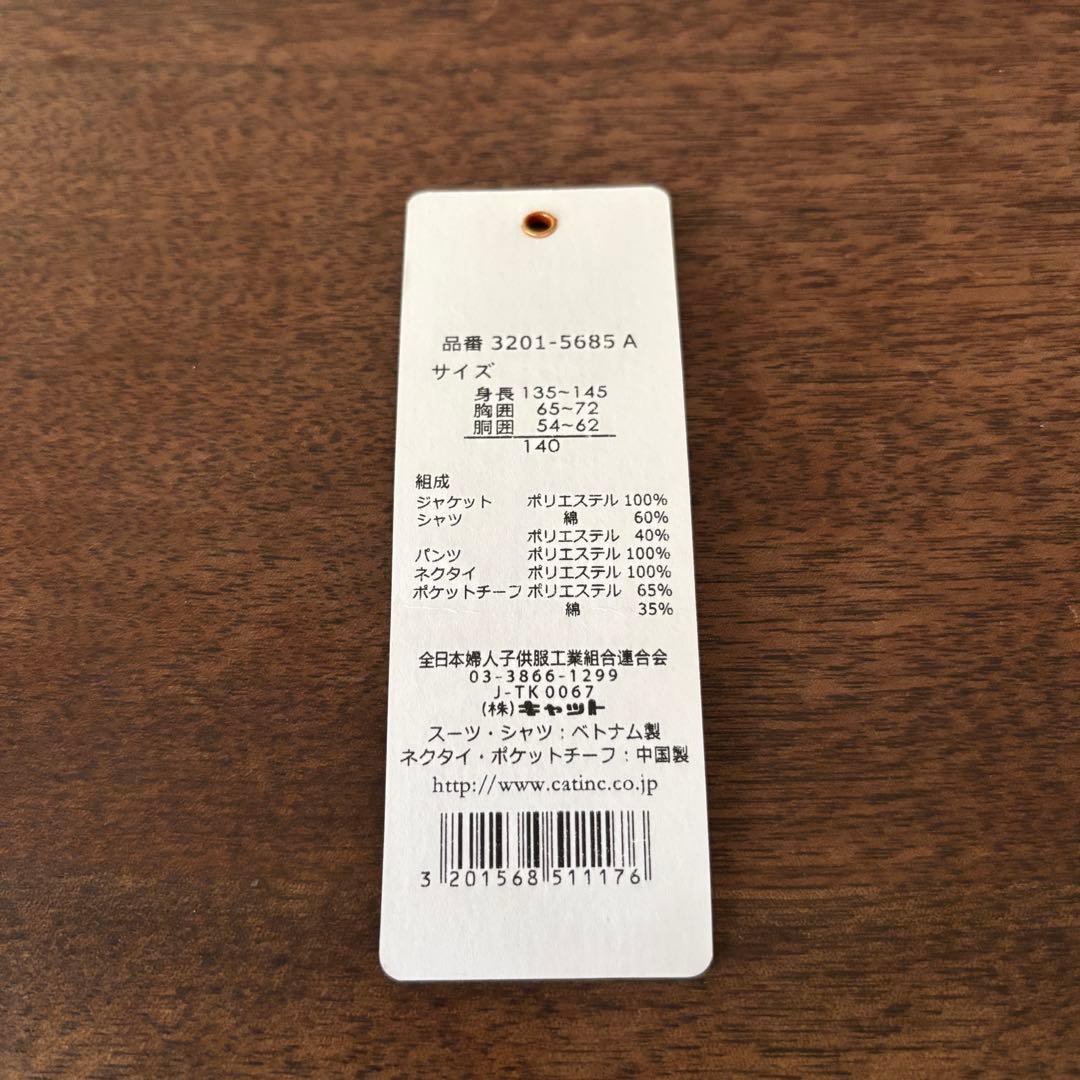 品番 3201-5685 A
サイズ
身長 135~145
胸囲 65~72
胴囲 54~62
140
組成
ジャケット ポリエステル 100%
シャツ 綿 60%
ポリエステル 40%
パンツ ポリエステル 100%
ネクタイ ポリエステル 100%
ポケットチーフ ポリエステル 65%
綿 35%
全日本婦人子供服工業組合連合会
03-3866-1299
J-TK0067
(株)キャット
スーツ・シャツ：ベトナム製
ネクタイ・ポケットチーフ：中国製
http://www.catinc.co.jp
3 201568 511176